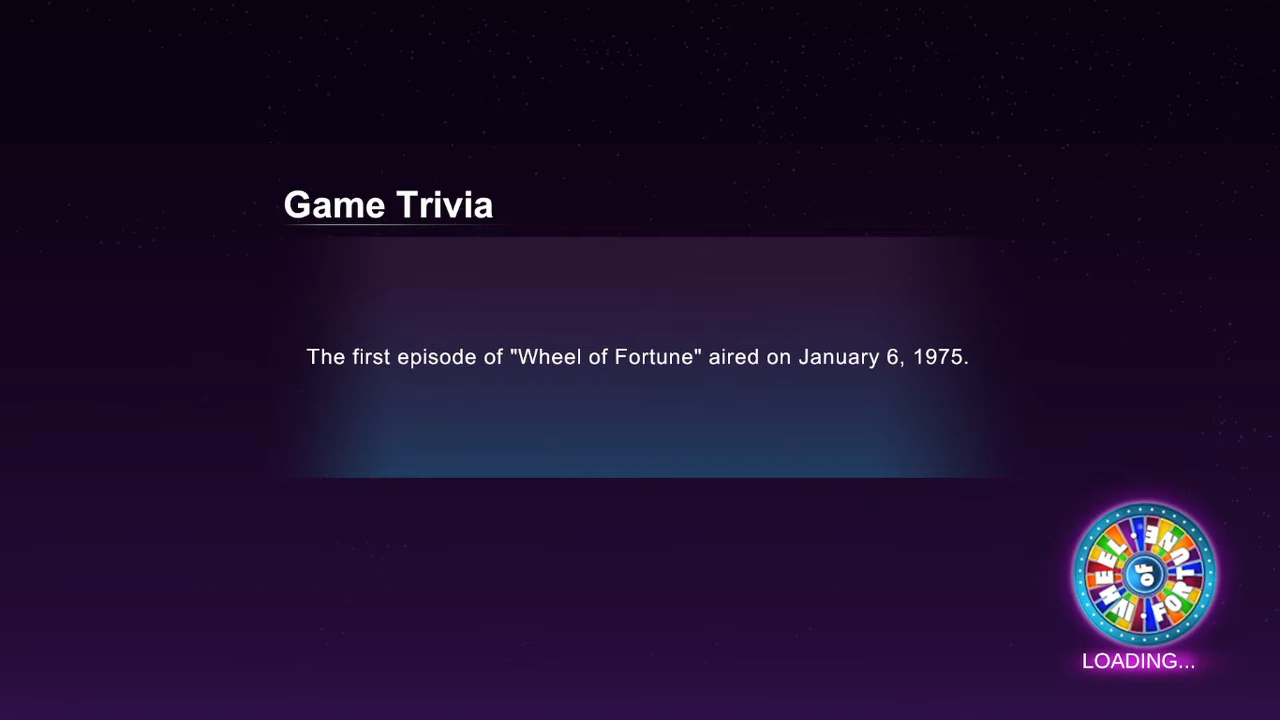 Game Trivia
The first episode of "Wheel of Fortune" aired on January 6, 1975.
WHEEL OF FORTUNE
LOADING...